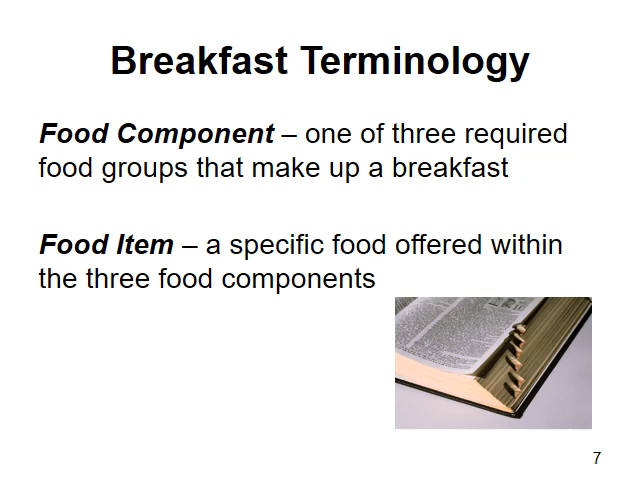 Breakfast Terminology
Food Component – one of three required
food groups that make up a breakfast
Food Item – a specific food offered within
the three food components
7